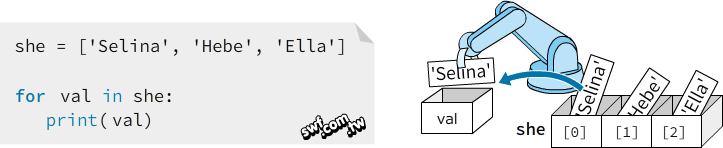 she = ['Selina', 'Hebe', 'Ella']
for val in she:
print(val)
swf.com.tw
'Selina'
val
she
'Selina'
'Hebe'
'Ella'
[0] [1] [2]